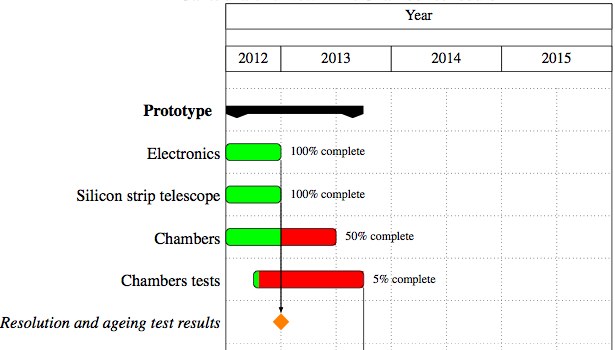 Year
2012 2013 2014 2015
Prototype
Electronics 100% complete
Silicon strip telescope 100% complete
Chambers 50% complete
Chambers tests 5% complete
Resolution and ageing test results